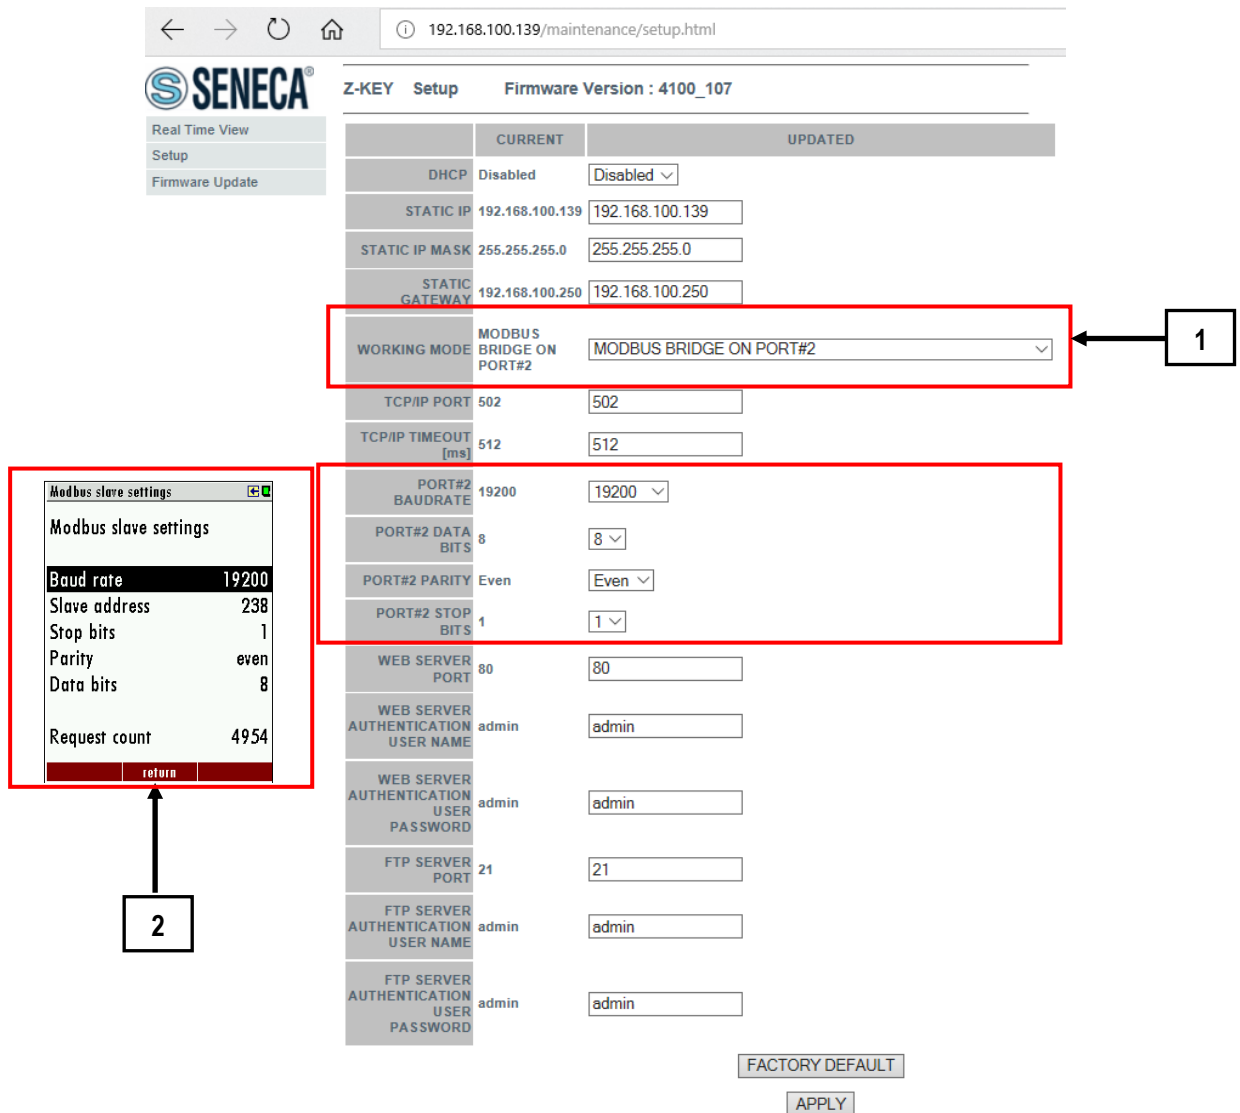 192.168.100.139/maintenance/setup.html
SENECA®
Z-KEY Setup Firmware Version : 4100_107
Real Time View
Setup
Firmware Update
CURRENT UPDATED
DHCP Disabled Disabled
STATIC IP 192.168.100.139 192.168.100.139
STATIC IP MASK 255.255.255.0 255.255.255.0
STATIC
GATEWAY 192.168.100.250 192.168.100.250
WORKING MODE MODBUS
BRIDGE ON
PORT#2 MODBUS BRIDGE ON PORT#2
1
TCP/IP PORT 502 502
TCP/IP TIMEOUT
[ms] 512 512
PORT#2
BAUDRATE 19200 19200
PORT#2 DATA
BITS 8 8
PORT#2 PARITY Even Even
PORT#2 STOP
BITS 1 1
WEB SERVER
PORT 80 80
WEB SERVER
AUTHENTICATION
USER NAME admin admin
WEB SERVER
AUTHENTICATION
USER
PASSWORD admin admin
FTP SERVER
PORT 21 21
FTP SERVER
AUTHENTICATION
USER NAME admin admin
FTP SERVER
AUTHENTICATION
USER
PASSWORD admin admin
FACTORY DEFAULT
APPLY
Modbus slave settings
Modbus slave settings
Baud rate 19200
Slave address 238
Stop bits 1
Parity even
Data bits 8
Request count 4954
return
2